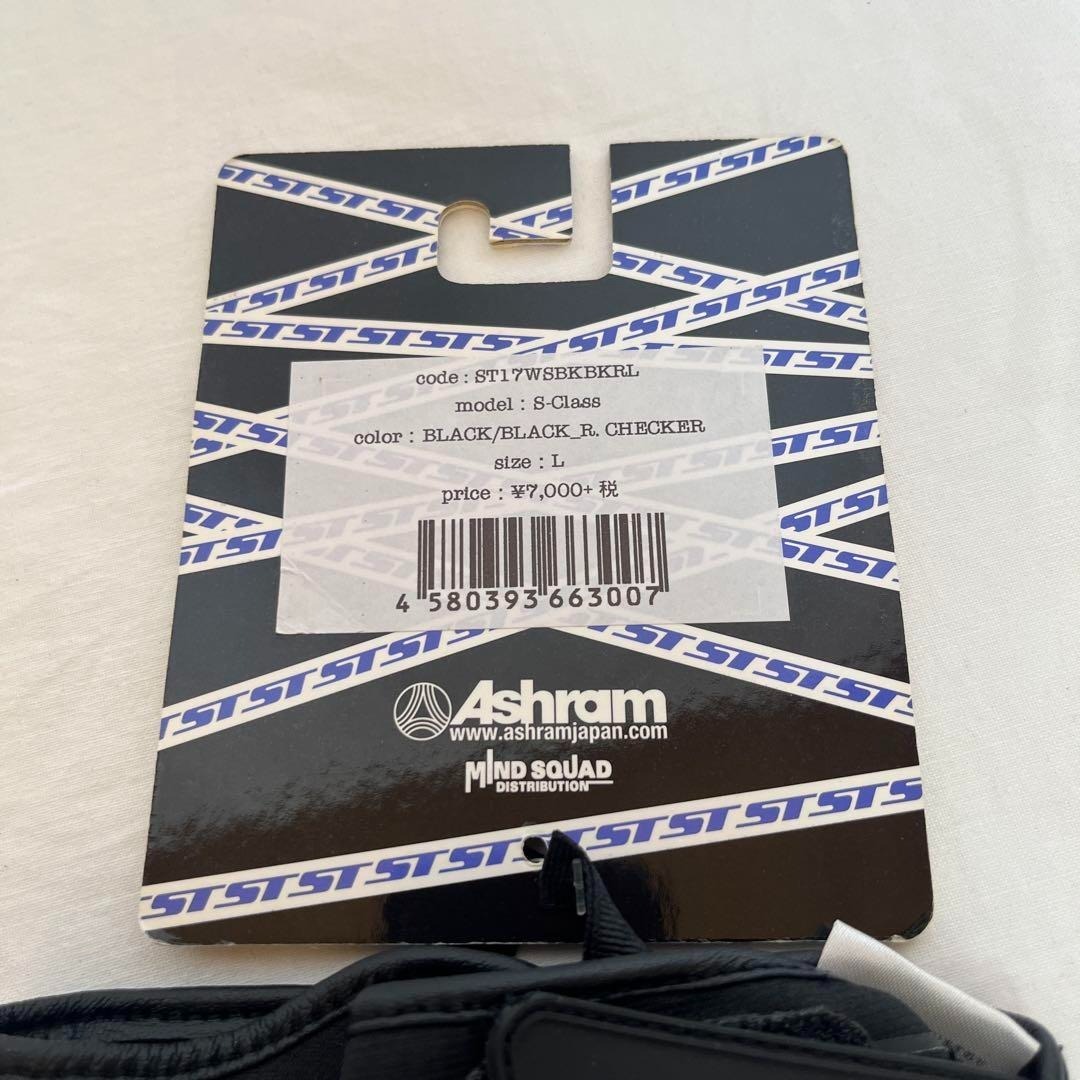 code : ST17WSBKBKRL
model : S-Class
color : BLACK/BLACK_R. CHECKER
size : L
price : ¥7,000+ 税
4 580393 663007
Ashram
www.ashramjapan.com
MIND SQUAD
DISTRIBUTION
STSTSTSTSTSTSTSTSTSTST